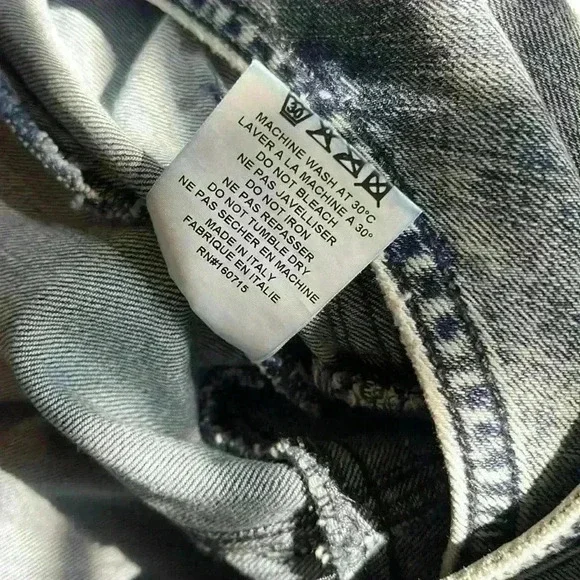 30
MACHINE WASH AT 30°C
LAVER A LA MACHINE A 30°
DO NOT BLEACH
NE PAS JAVELLISER
DO NOT IRON
NE PAS REPASSER
DO NOT TUMBLE DRY
NE PAS SECHER EN MACHINE
MADE IN ITALY
FABRIQUE EN ITALIE
RN#160715